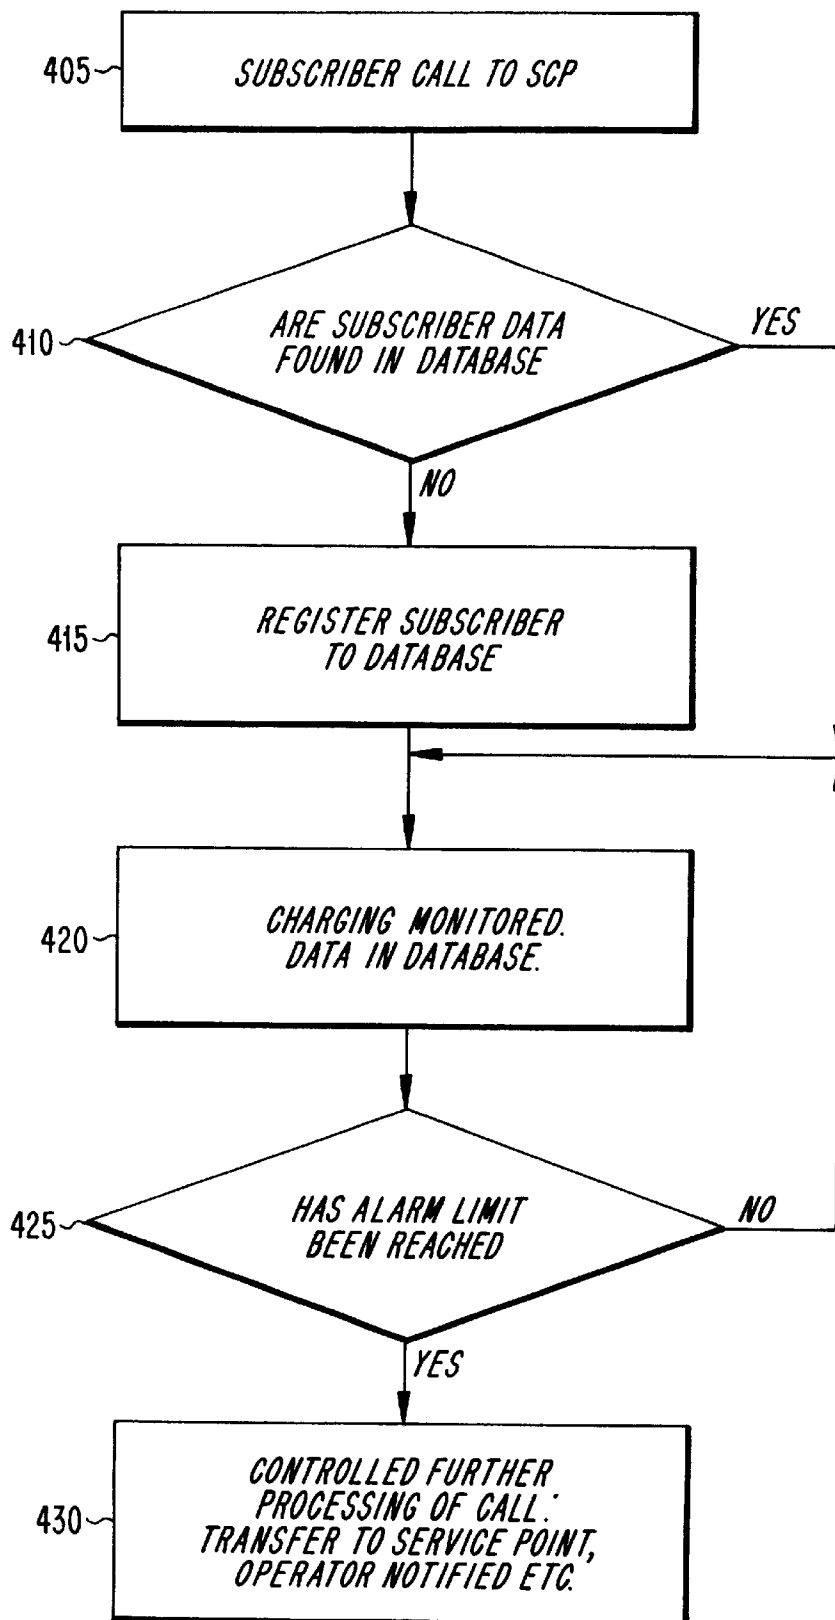 405
SUBSCRIBER CALL TO SCP
410
ARE SUBSCRIBER DATA
FOUND IN DATABASE
YES
NO
415
REGISTER SUBSCRIBER
TO DATABASE
420
CHARGING MONITORED.
DATA IN DATABASE.
425
HAS ALARM LIMIT
BEEN REACHED
NO
YES
430
CONTROLLED FURTHER
PROCESSING OF CALL:
TRANSFER TO SERVICE POINT,
OPERATOR NOTIFIED ETC.